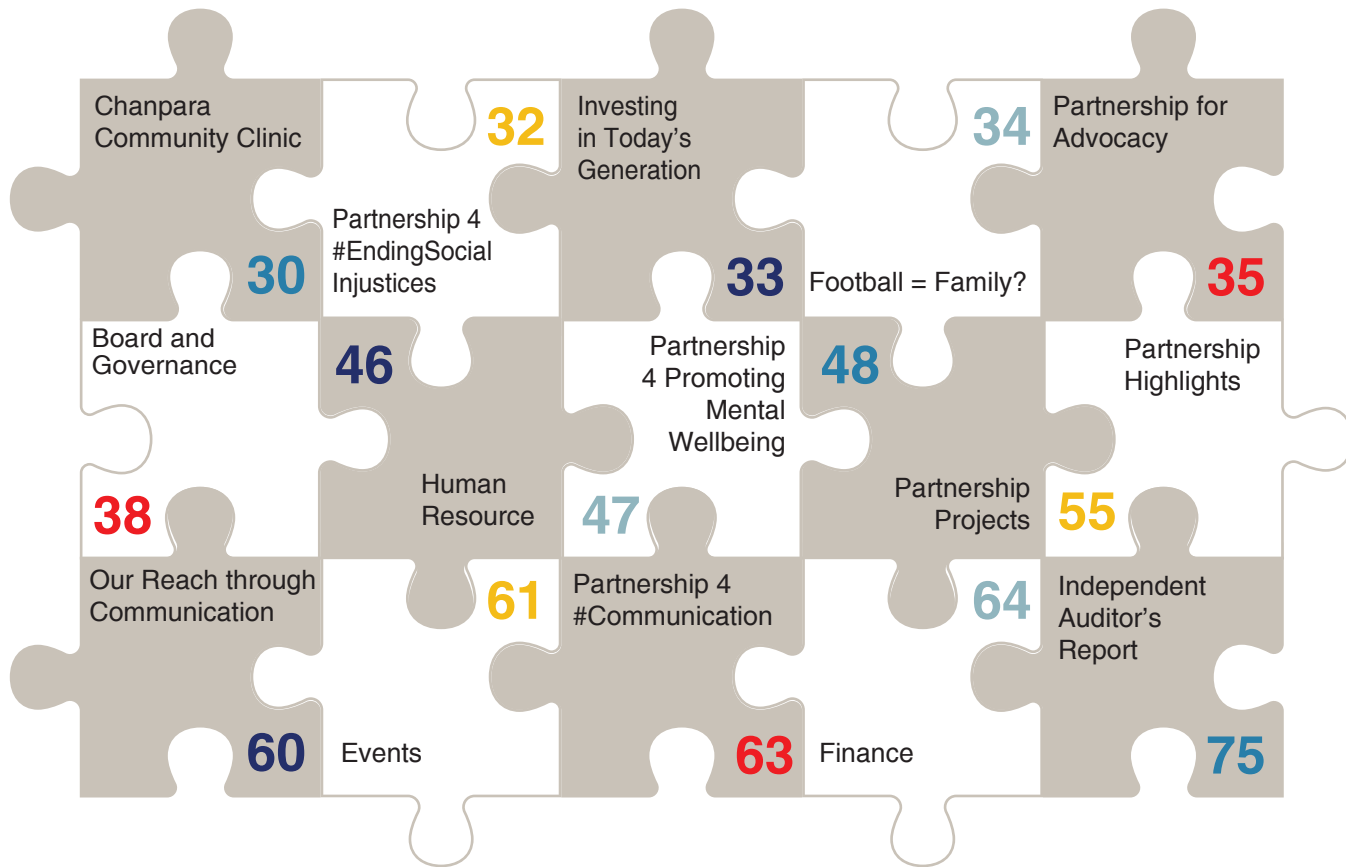 Chanpara
Community Clinic
30
32
Partnership 4
#EndingSocial
Injustices
Investing
in Today’s
Generation
33
34
Football = Family?
Partnership for
Advocacy
35
Board and
Governance
38
46
Human
Resource
Partnership
4 Promoting
Mental
Wellbeing
47
48
Partnership
Projects
Partnership
Highlights
55
Our Reach through
Communication
60
61
Events
Partnership 4
#Communication
63
64
Finance
Independent
Auditor’s
Report
75